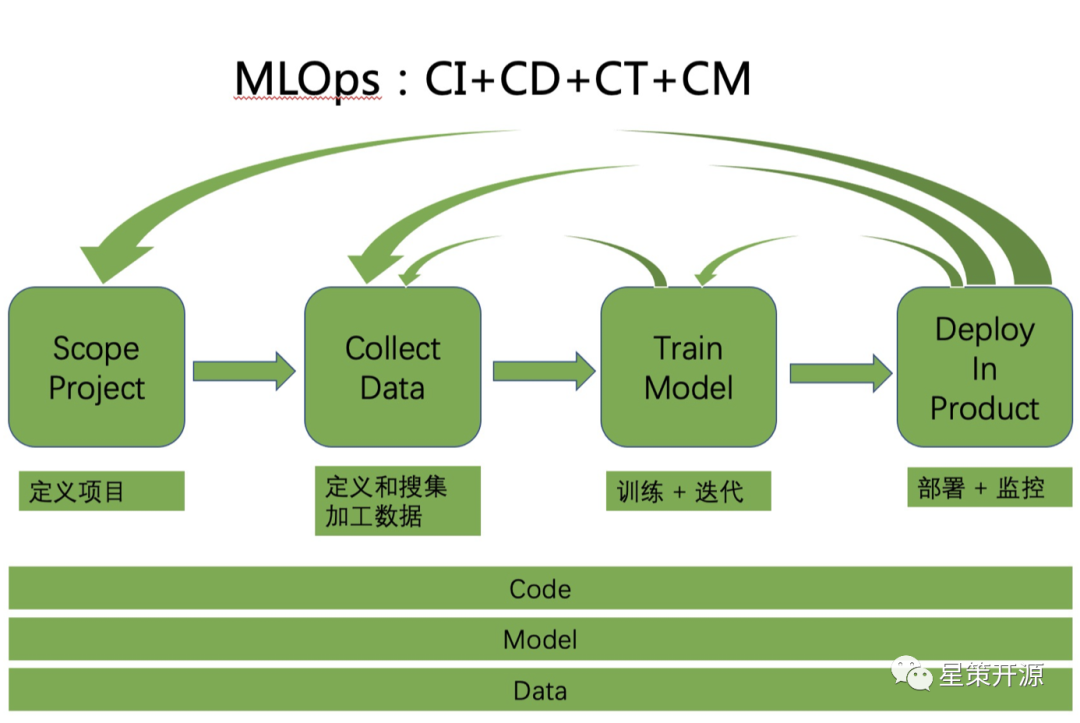 MLOps：CI+CD+CT+CM
Scope
Project
Collect
Data
Train
Model
Deploy
In
Product
定义项目
定义和搜集
加工数据
训练 + 迭代
部署 + 监控
Code
Model
Data
星策开源